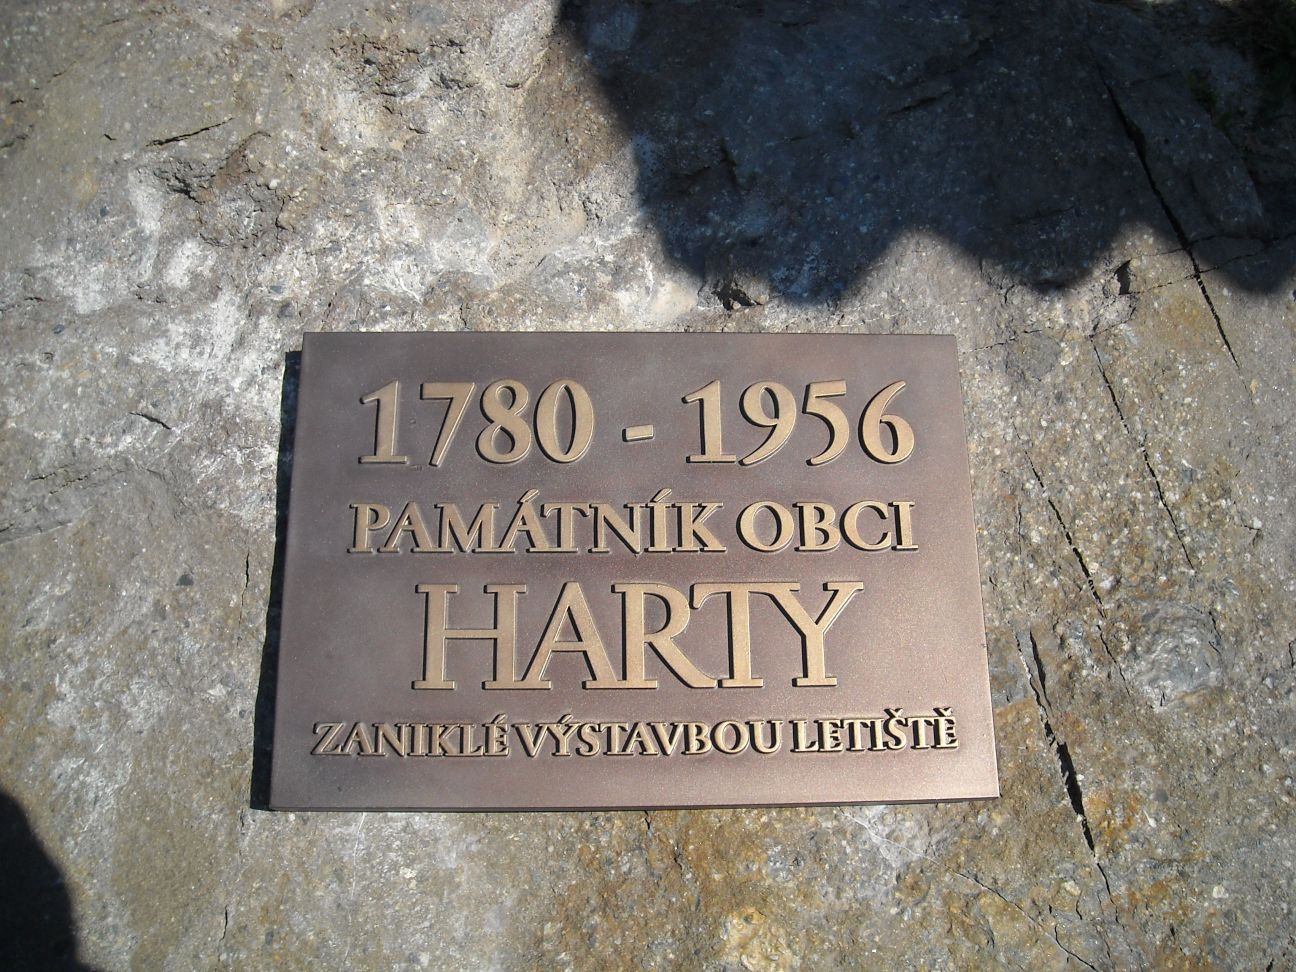 1780 - 1956
PAMÁTNÍK OBCI
HARTY
ZANIKLÉ VÝSTAVBOU LETIŠTĚ